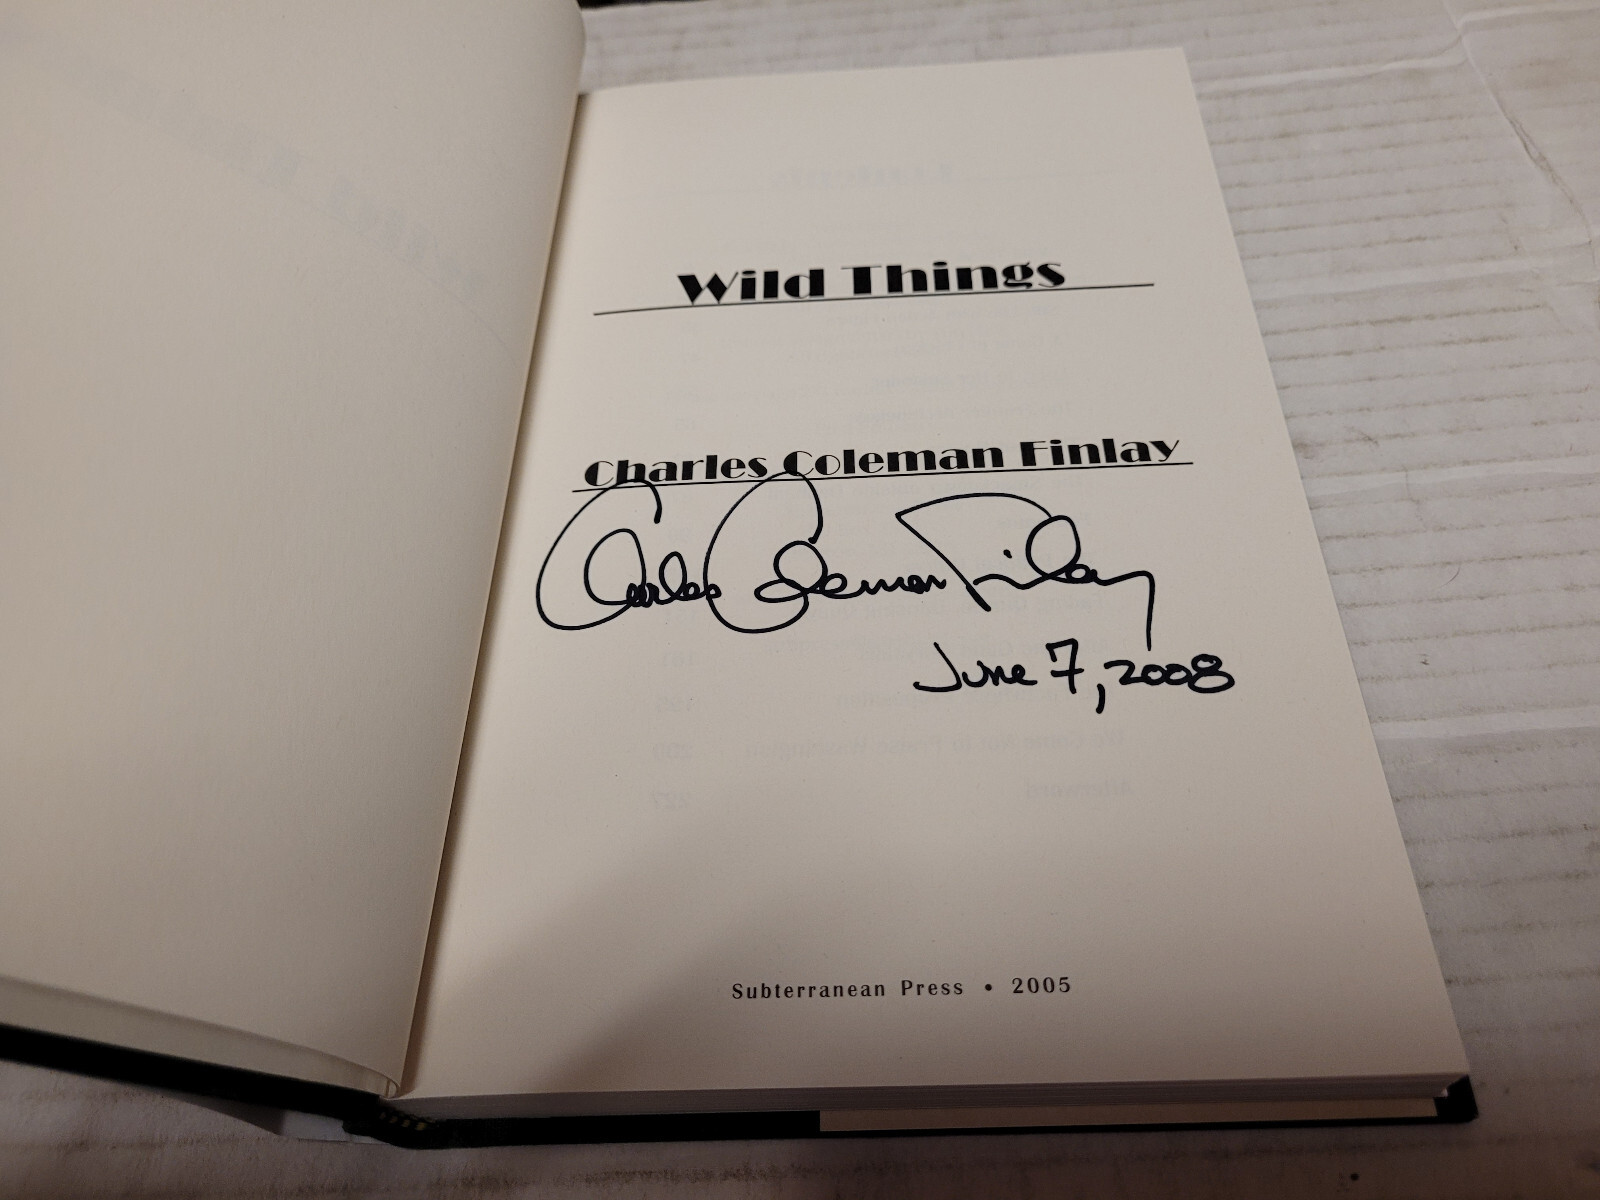 Wild Things
Charles Coleman Finlay
Charles Coleman Finlay
June 7, 2008
Subterranean Press • 2005